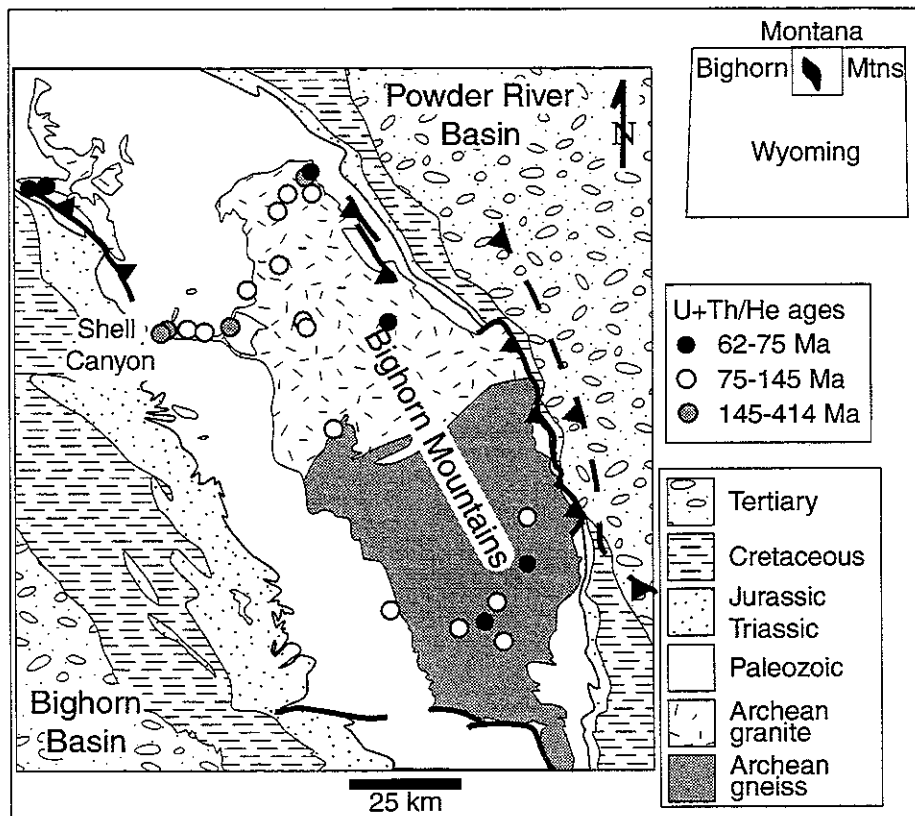 Montana
Bighorn Mtns
Wyoming
Powder River
Basin
N
Shell
Canyon
Bighorn Mountains
Bighorn
Basin
25 km
U+Th/He ages
62-75 Ma
75-145 Ma
145-414 Ma
Tertiary
Cretaceous
Jurassic
Triassic
Paleozoic
Archean
granite
Archean
gneiss